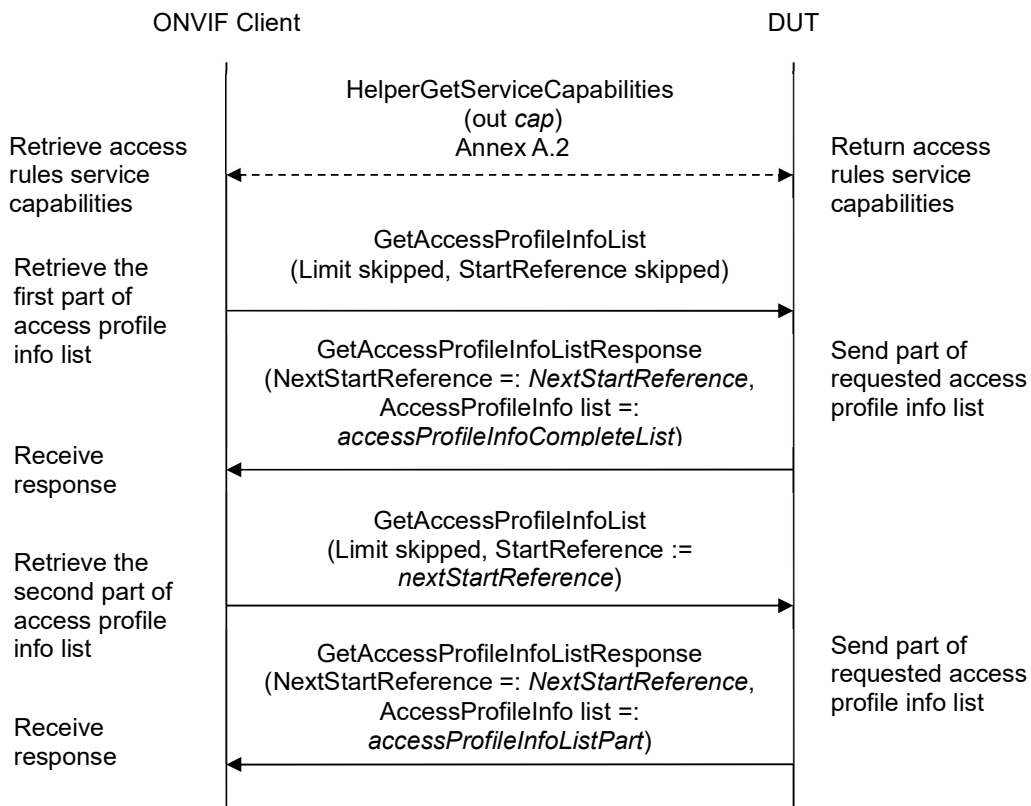 ONVIF Client
DUT
HelperGetServiceCapabilities
(out cap)
Annex A.2
Retrieve access
rules service
capabilities
Return access
rules service
capabilities
GetAccessProfileInfoList
(Limit skipped, StartReference skipped)
Retrieve the
first part of
access profile
info list
GetAccessProfileInfoListResponse
(NextStartReference =: NextStartReference,
AccessProfileInfo list =:
accessProfileInfoCompleteList)
Send part of
requested access
profile info list
Receive
response
GetAccessProfileInfoList
(Limit skipped, StartReference :=
nextStartReference)
Retrieve the
second part of
access profile
info list
GetAccessProfileInfoListResponse
(NextStartReference =: NextStartReference,
AccessProfileInfo list =:
accessProfileInfoListPart)
Send part of
requested access
profile info list
Receive
response